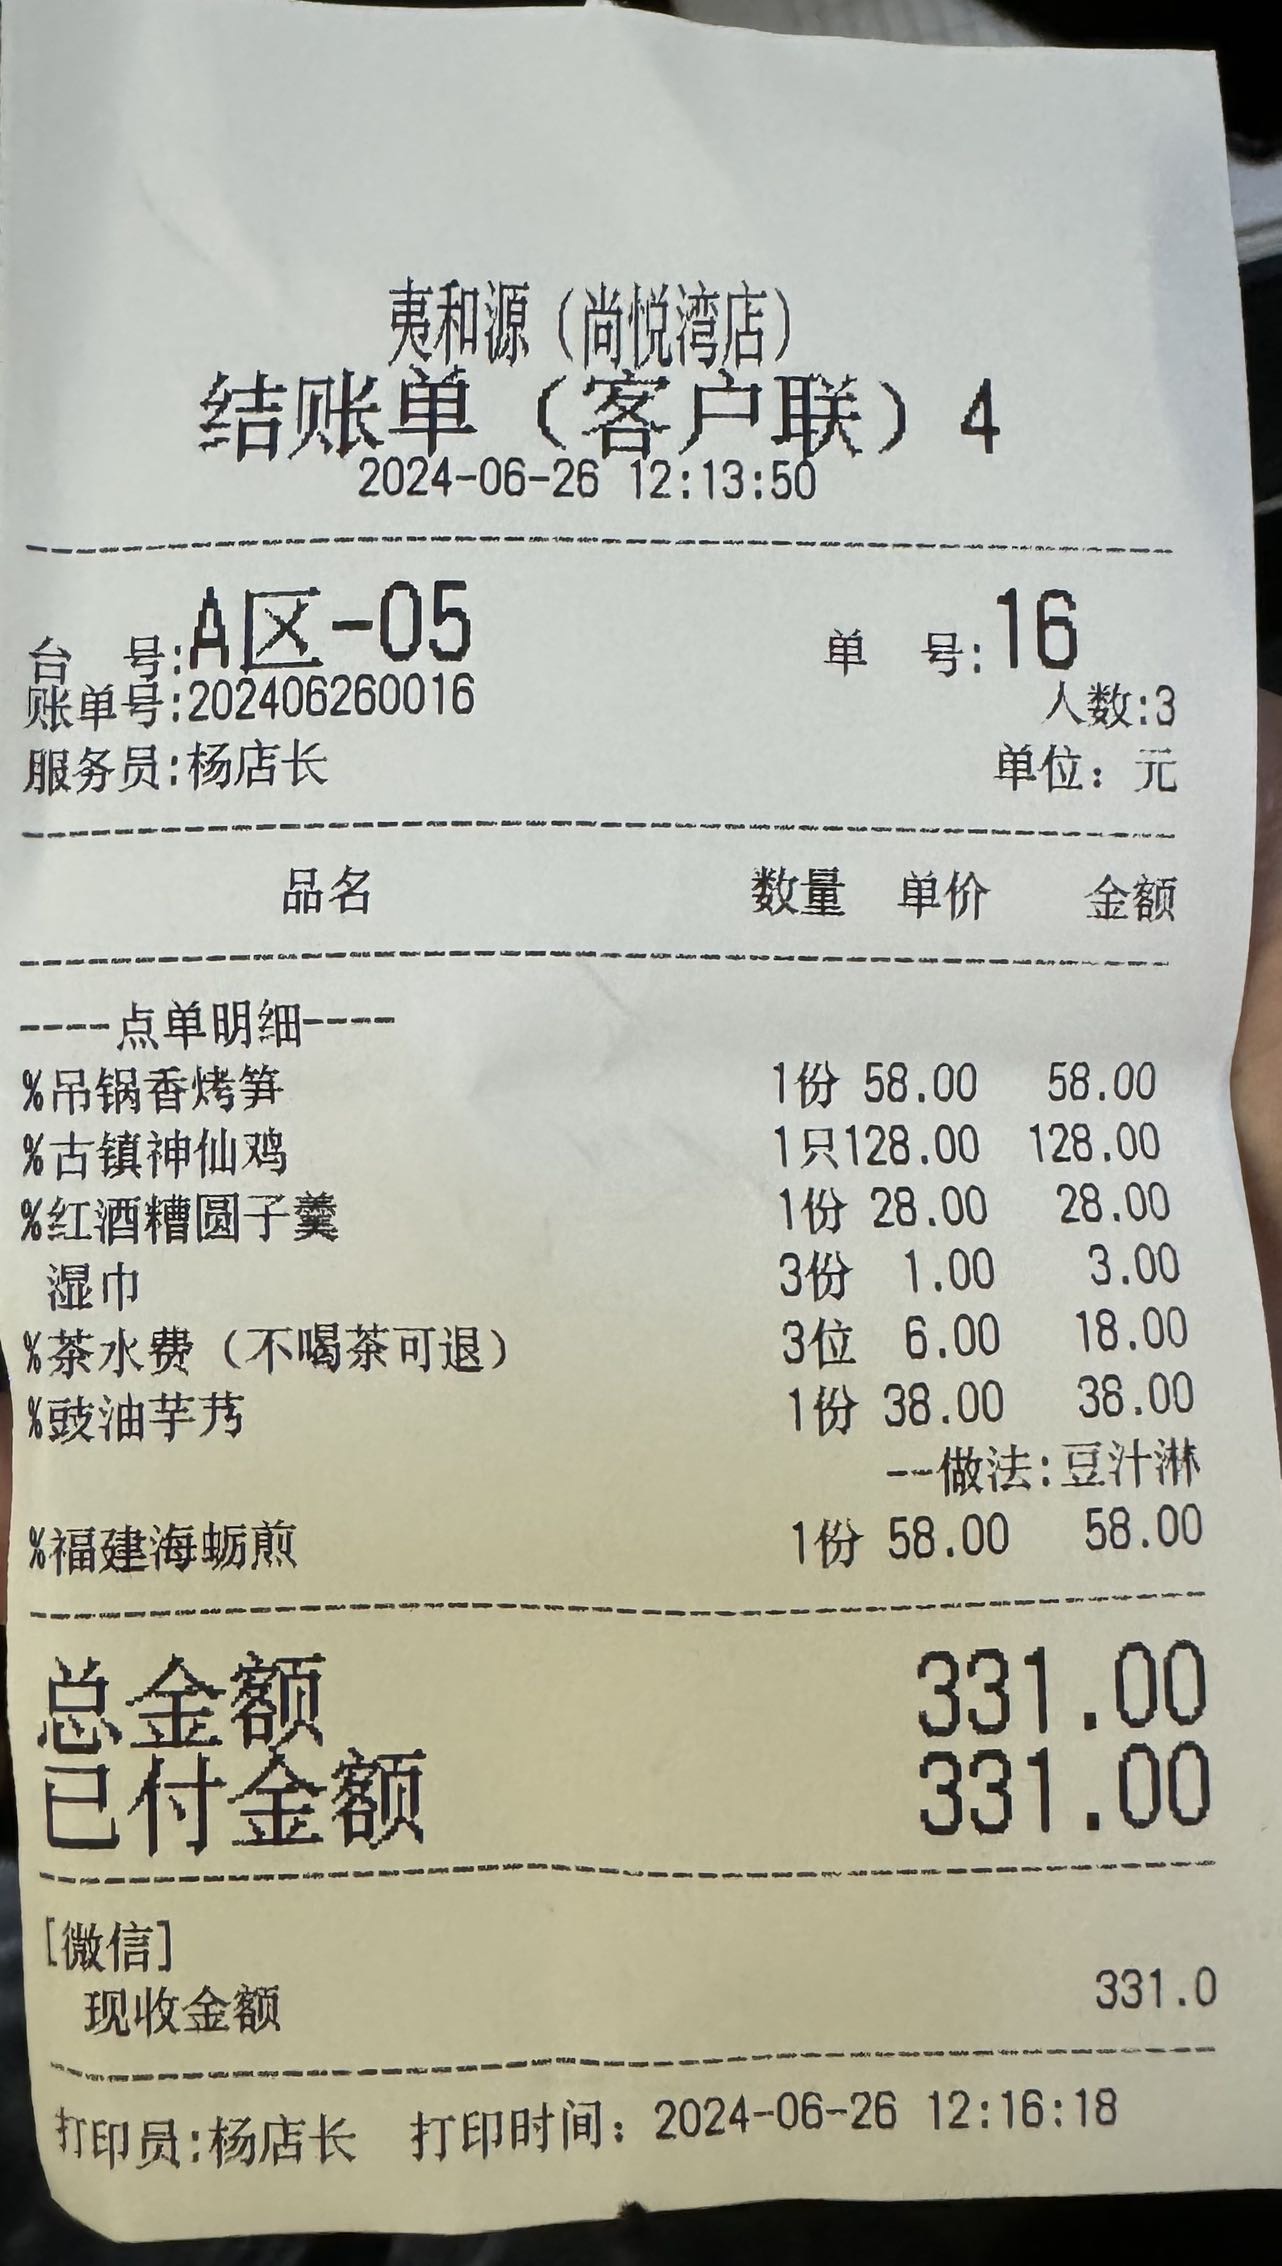 夷和源（尚悦湾店）
结账单（客户联）4
2024-06-26 12:13:50
台 号:A区-05 单 号:16
账单号:202406260016 人数:3
服务员:杨店长 单位：元
品名 数量 单价 金额
----点单明细----
%吊锅香烤笋 1份 58.00 58.00
%古镇神仙鸡 1只128.00 128.00
%红酒糟圆子羹 1份 28.00 28.00
湿巾 3份 1.00 3.00
%茶水费（不喝茶可退） 3位 6.00 18.00
%豉油芋艿 1份 38.00 38.00
--做法:豆汁淋
%福建海蛎煎 1份 58.00 58.00
总金额 331.00
已付金额 331.00
[微信]
现收金额 331.0
打印员:杨店长 打印时间：2024-06-26 12:16:18